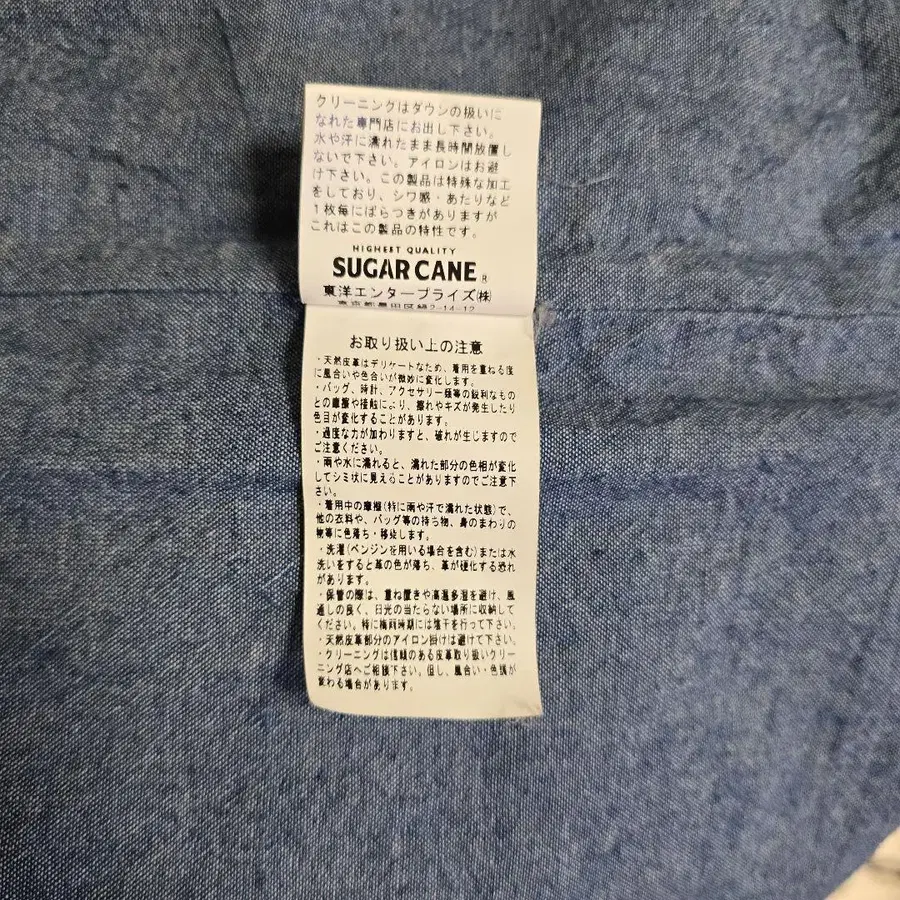 クリーニングはダウンの扱いに
なれた専門店にお出し下さい。
水や汗に濡れたまま長時間放置し
ないで下さい。アイロンはお避
け下さい。この製品は特殊な加工
をしており、シワ感・あたりなど
1枚毎にばらつきがありますが
これはこの製品の特性です。
HIGHEST QUALITY
SUGAR CANE ®
東洋エンタープライズ㈱
東京都墨田区緑2-14-12
お取り扱い上の注意
・天然皮革はデリケートなため、着用を重ねる度
に風合いや色合いが微妙に変化します。
・バッグ、時計、アクセサリー類等の鋭利なもの
との摩擦や接触により、擦れやキズが発生したり
色目が変化することがあります。
・過度な力が加わりますと、破れが生じますので
ご注意ください。
・雨や水に濡れると、濡れた部分の色相が変化
してシミ状に見えることがありますのでご注意下
さい。
・着用中の摩擦(特に雨や汗で濡れた状態)で、
他の衣料や、バッグ等の持ち物、身のまわりの
物等に色落ち・移染します。
・洗濯(ベンジンを用いる場合を含む)または水
洗いをすると革の色が落ち、革が硬化する恐れ
があります。
・保管の際は、重ね置きや高温多湿を避け、風
通しの良く、日光の当たらない場所に収納して
ください。特に梅雨時期には陰干を行って下さい。
・天然皮革部分のアイロン掛けは避けて下さい。
・クリーニングは信頼のある皮革取り扱いクリー
ニング店へご相談下さい。但し、風合い・色調が
変わる場合があります。